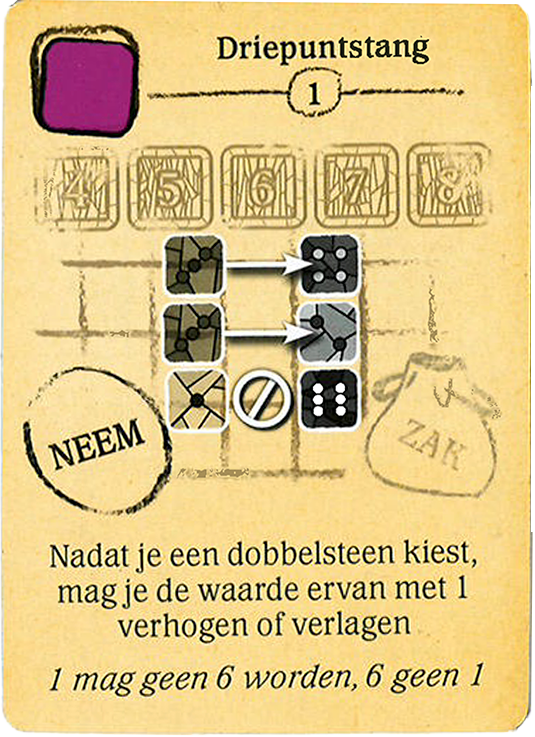 Driepuntstang
1
4 5 6 7 8
NEEM
ZAK
Nadat je een dobbelsteen kiest,
mag je de waarde ervan met 1
verhogen of verlagen
1 mag geen 6 worden, 6 geen 1